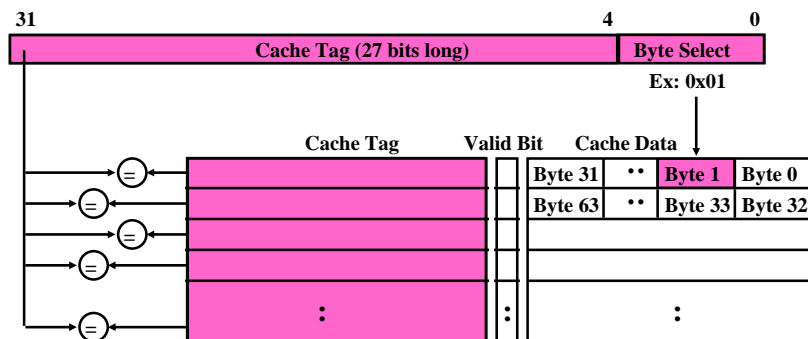 31 4 0
Cache Tag (27 bits long) Byte Select
Ex: 0x01
Cache Tag Valid Bit Cache Data
= Byte 31 ·· Byte 1 Byte 0
= Byte 63 ·· Byte 33 Byte 32
=
=
= : : :